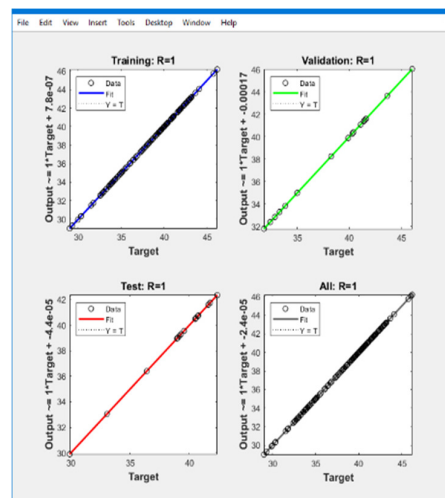 File Edit View Insert Tools Desktop Window Help
Training: R=1
Output ~= 1*Target + 7.8e-07
46
44
42
40
38
36
34
32
30
Data
Fit
Y = T
30
35
40
45
Target
Validation: R=1
Output ~= 1*Target + -0.00017
46
44
42
40
38
36
34
32
Data
Fit
Y = T
35
40
45
Target
Test: R=1
Output ~= 1*Target + -4.4e-05
42
40
38
36
34
32
30
Data
Fit
Y = T
30
35
40
Target
All: R=1
Output ~= 1*Target + -2.4e-05
46
44
42
40
38
36
34
32
30
Data
Fit
Y = T
30
35
40
45
Target